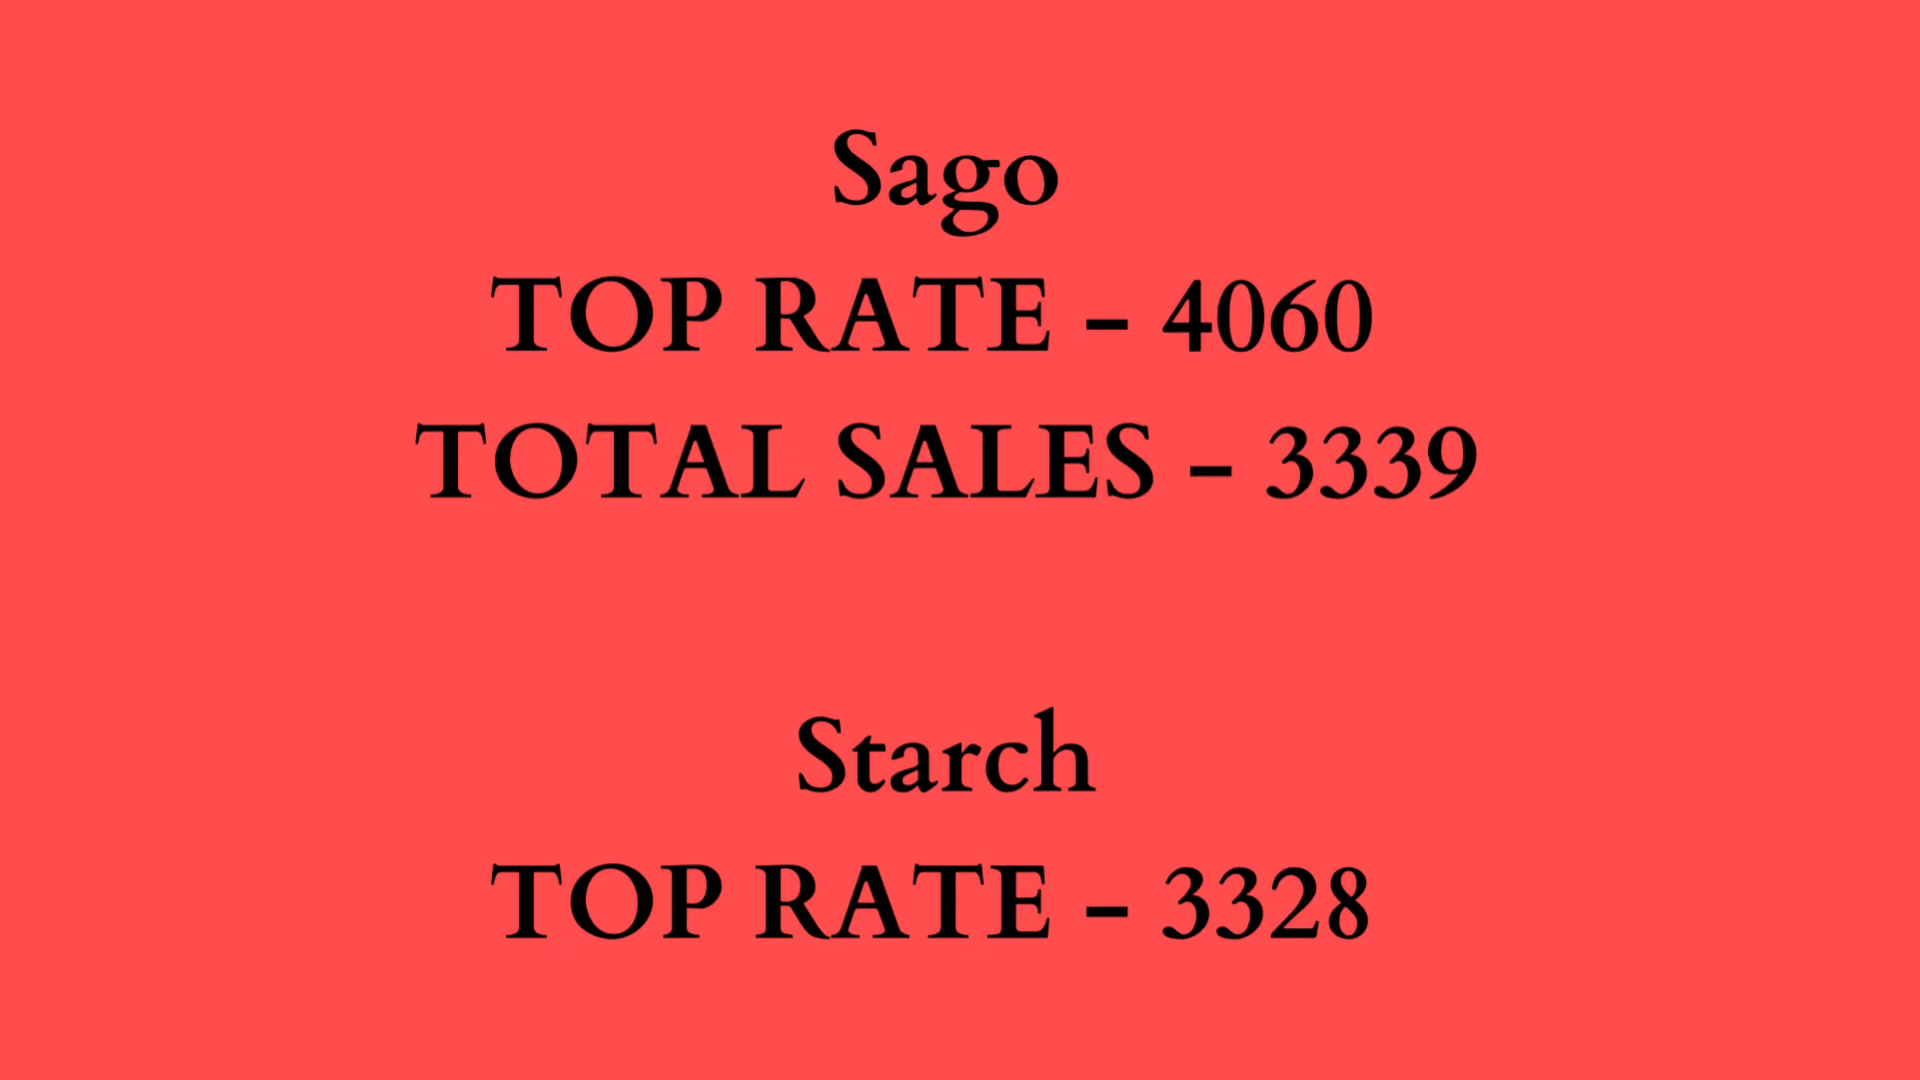 Sago
TOP RATE - 4060
TOTAL SALES - 3339
Starch
TOP RATE - 3328